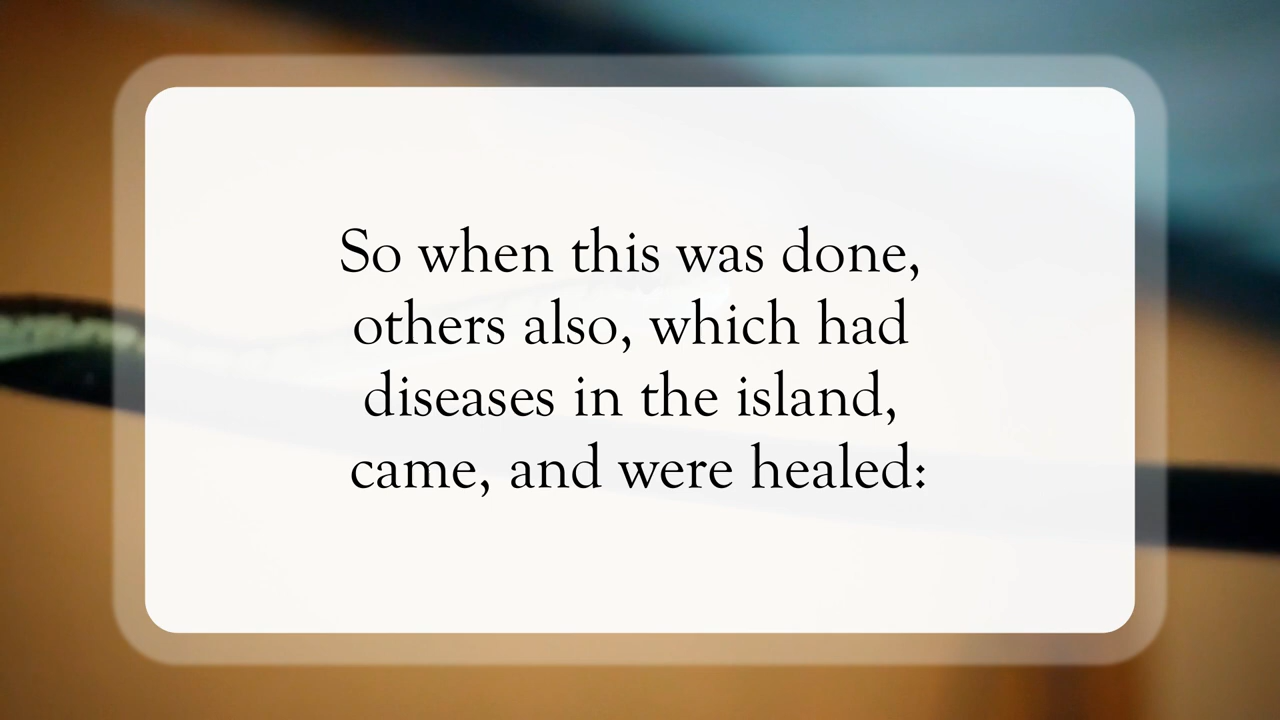 So when this was done,
others also, which had
diseases in the island,
came, and were healed: